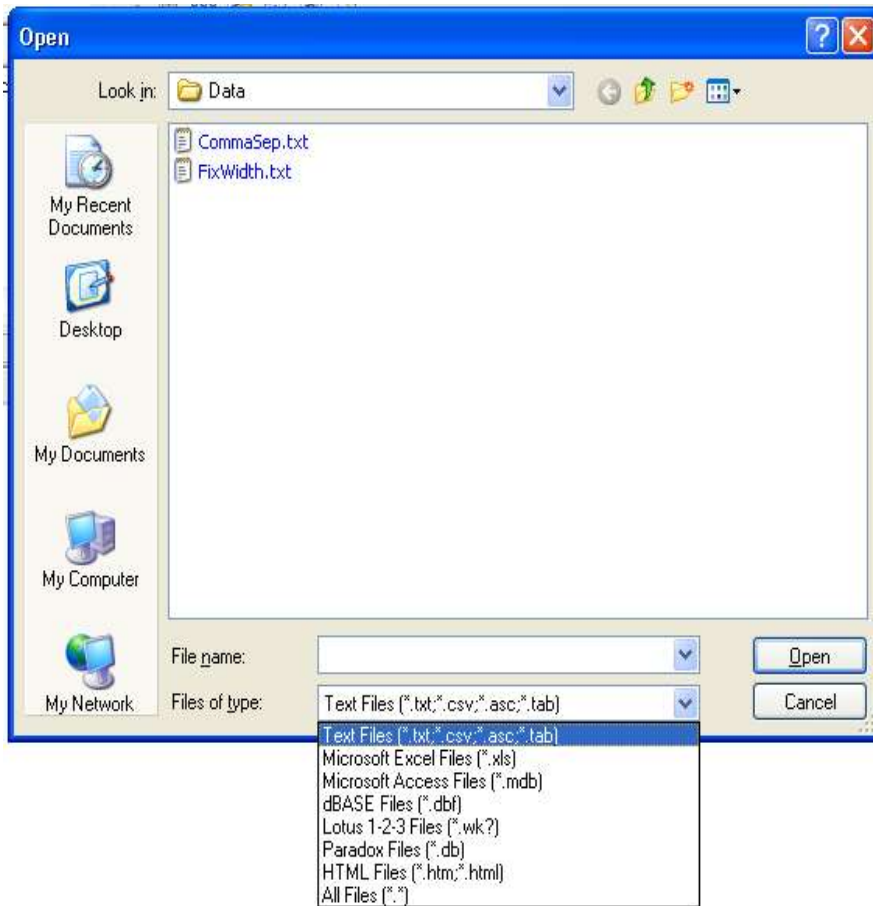 Open
Look in: Data
CommaSep.txt
FixWidth.txt
My Recent
Documents
Desktop
My Documents
My Computer
My Network
File name:
Open
Files of type: Text Files (*.txt;*.csv;*.asc;*.tab)
Cancel
Text Files (*.txt;*.csv;*.asc;*.tab)
Microsoft Excel Files (*.xls)
Microsoft Access Files (*.mdb)
dBASE Files (*.dbf)
Lotus 1-2-3 Files (*.wk?)
Paradox Files (*.db)
HTML Files (*.htm;*.html)
All Files (*.*)